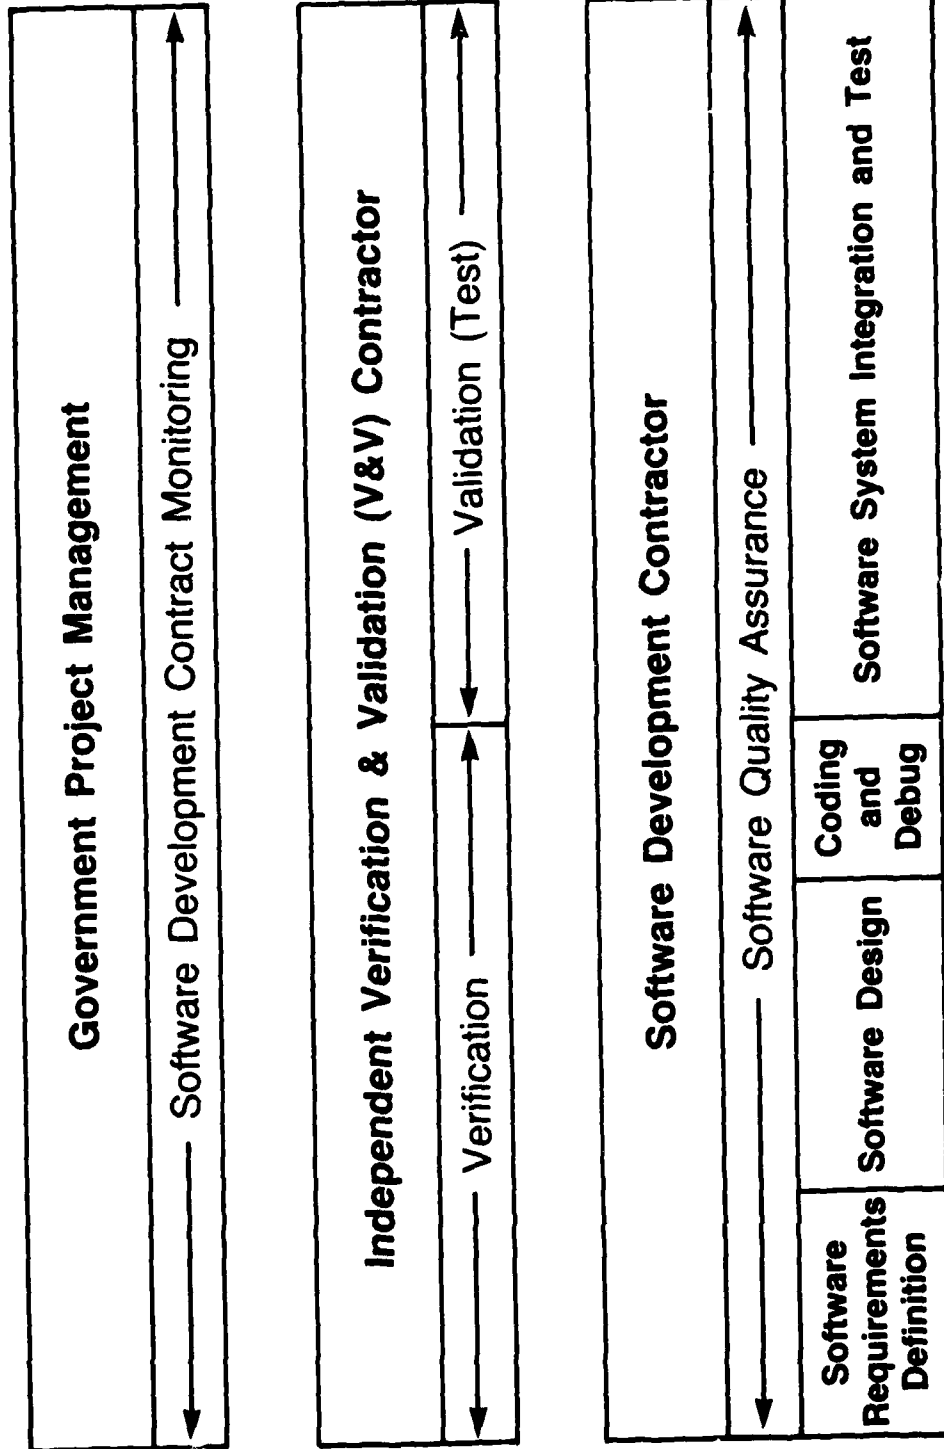 Government Project Management
Software Development Contract Monitoring
Independent Verification & Validation (V&V) Contractor
Verification
Validation (Test)
Software Development Contractor
Software Quality Assurance
Software
Requirements
Definition
Software Design
Coding
and
Debug
Software System Integration and Test